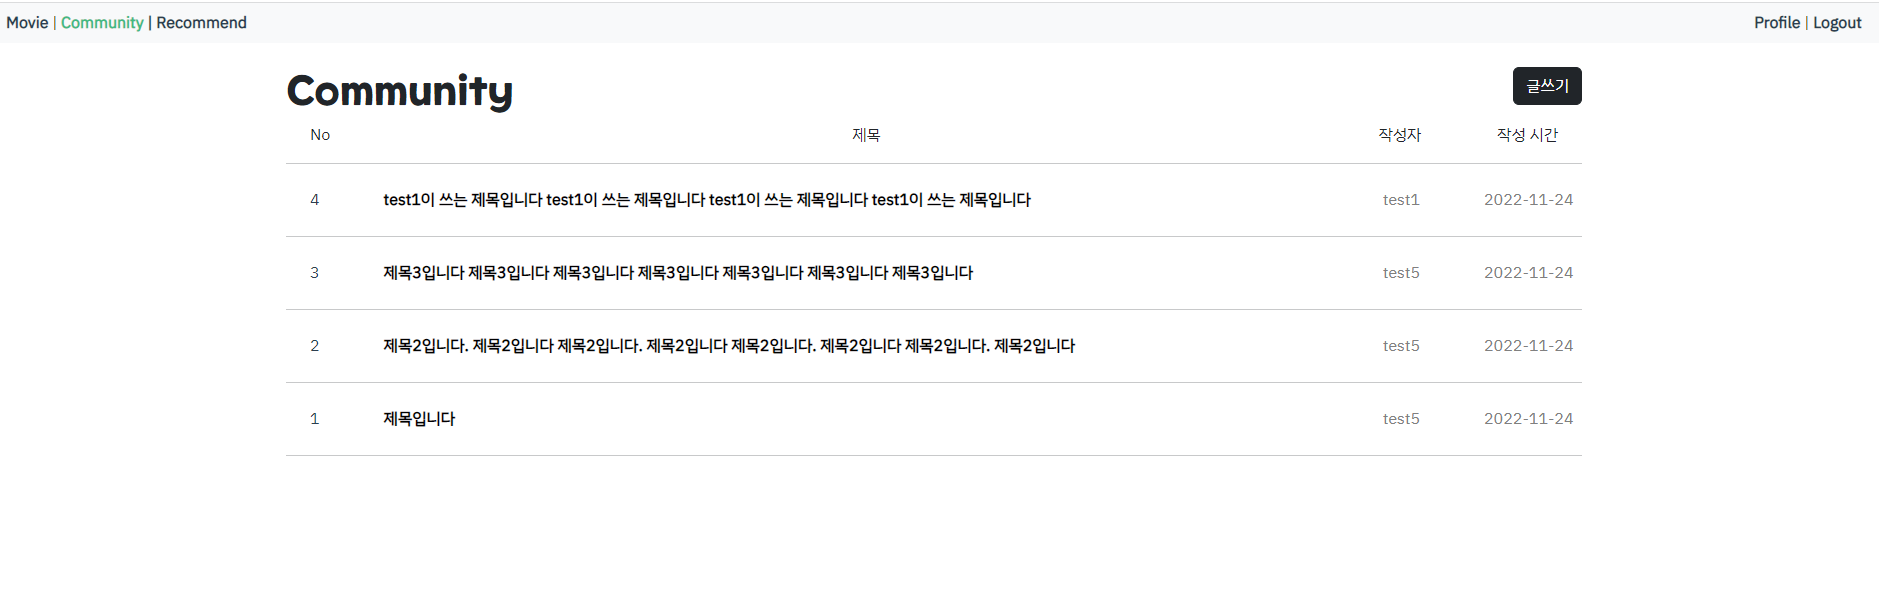 Movie | Community | Recommend Profile | Logout
Community 글쓰기
No 제목 작성자 작성 시간
4 test1이 쓰는 제목입니다 test1이 쓰는 제목입니다 test1이 쓰는 제목입니다 test1이 쓰는 제목입니다 test1 2022-11-24
3 제목3입니다 제목3입니다 제목3입니다 제목3입니다 제목3입니다 제목3입니다 제목3입니다 test5 2022-11-24
2 제목2입니다. 제목2입니다 제목2입니다. 제목2입니다 제목2입니다. 제목2입니다 제목2입니다. 제목2입니다 test5 2022-11-24
1 제목입니다 test5 2022-11-24